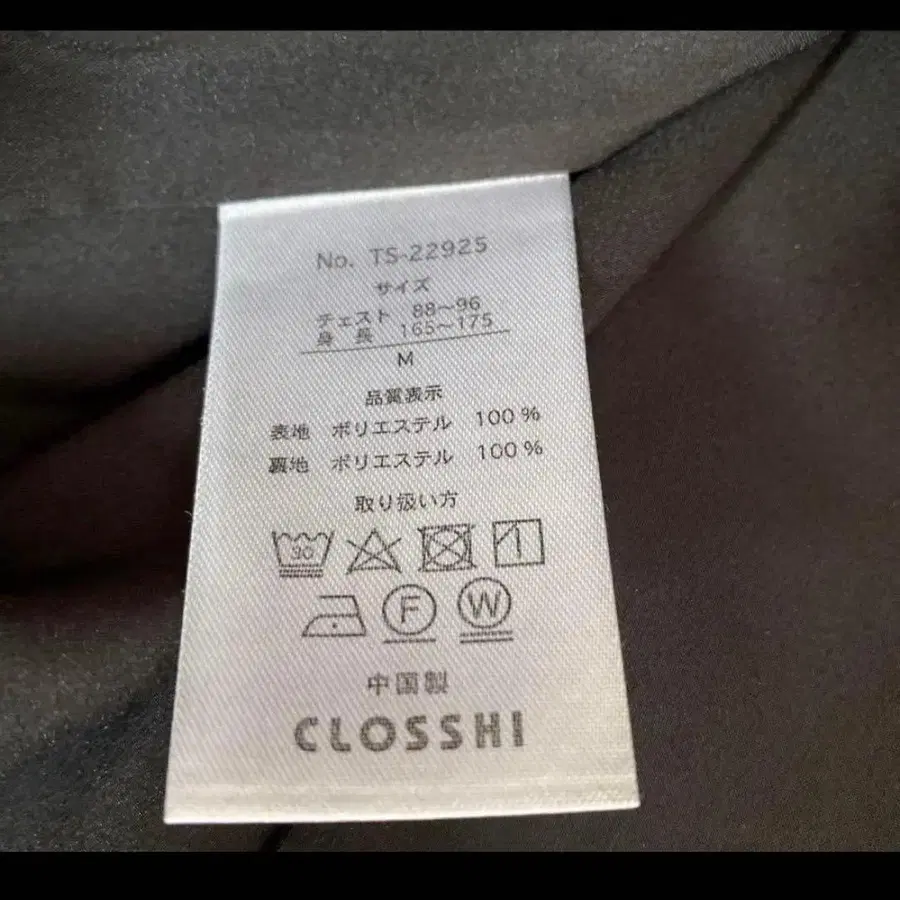 No. TS-22925
サイズ
チェスト 88～96
身長 165～175
M
品質表示
表地 ポリエステル 100%
裏地 ポリエステル 100%
取り扱い方
30
F W
中国製
CLOSSHI